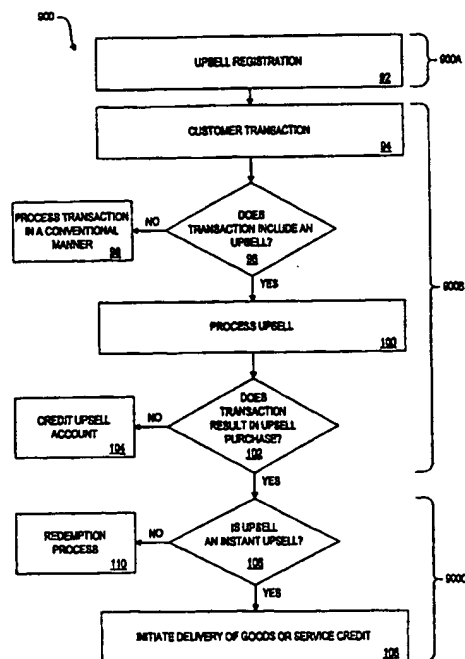 900
UPSELL REGISTRATION
92
900A
CUSTOMER TRANSACTION
94
PROCESS TRANSACTION
IN A CONVENTIONAL
MANNER
98
NO
DOES
TRANSACTION INCLUDE AN
UPSELL?
96
YES
900B
PROCESS UPSELL
100
CREDIT UPSELL
ACCOUNT
104
NO
DOES
TRANSACTION
RESULT IN UPSELL
PURCHASE?
102
YES
REDEMPTION
PROCESS
110
NO
IS UPSELL
AN INSTANT UPSELL?
106
YES
900C
INITIATE DELIVERY OF GOODS OR SERVICE CREDIT
108